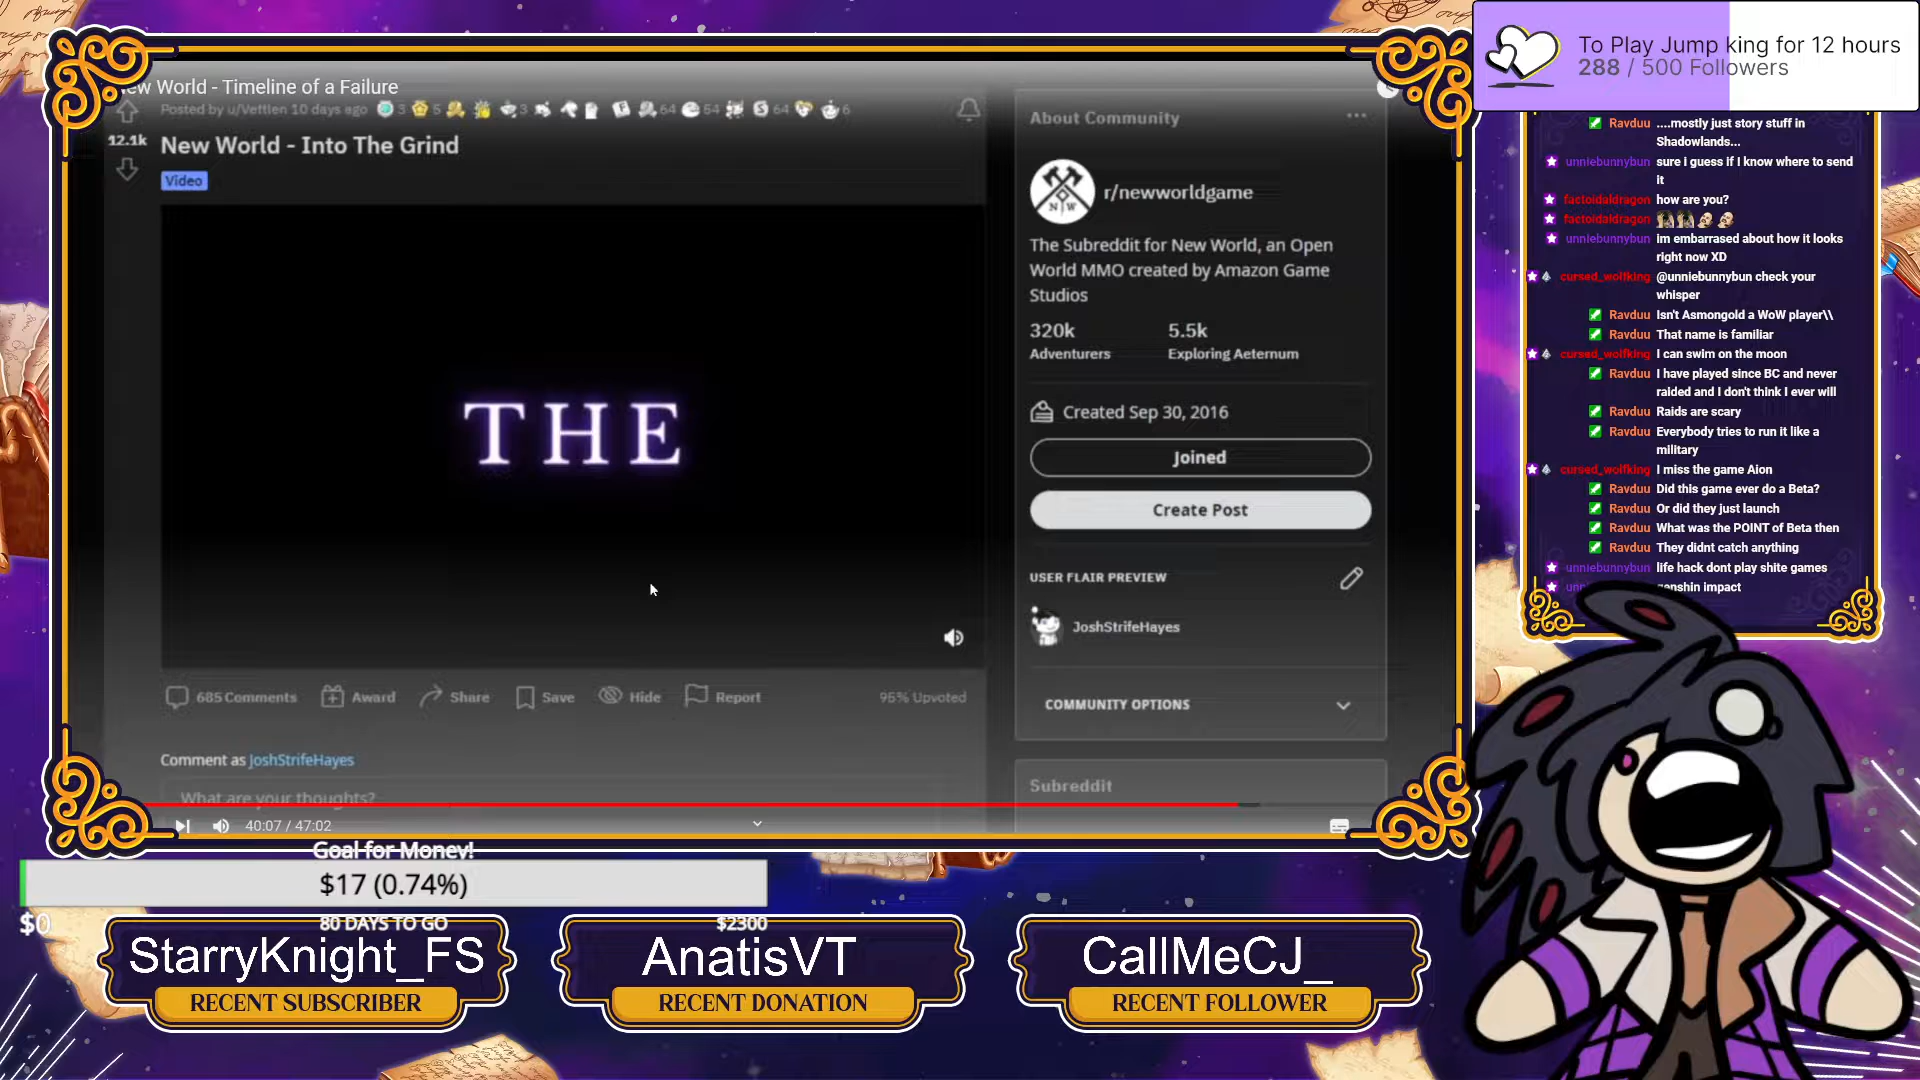 New World - Timeline of a Failure
Posted by u/Vettien 10 days ago
3 5 3 64 54 64 6
12.1k
New World - Into The Grind
Video
THE
685 Comments
Award
Share
Save
Hide
Report
95% Upvoted
Comment as JoshStrifeHayes
What are your thoughts?
40:07 / 47:02
About Community
r/newworldgame
N W
The Subreddit for New World, an Open
World MMO created by Amazon Game
Studios
320k
Adventurers
5.5k
Exploring Aeternum
Created Sep 30, 2016
Joined
Create Post
USER FLAIR PREVIEW
JoshStrifeHayes
COMMUNITY OPTIONS
Subreddit
To Play Jump king for 12 hours
288 / 500 Followers
Ravduu ....mostly just story stuff in
Shadowlands...
unniebunnybun sure I guess if I know where to send
it
factoidaldragon how are you?
factoidaldragon
unniebunnybun Im embarrased about how it looks
right now XD
cursed_wolfking @unniebunnybun check your
whisper
Ravduu Isn't Asmongold a WoW player\\
Ravduu That name is familiar
cursed_wolfking I can swim on the moon
Ravduu I have played since BC and never
raided and I don't think I ever will
Ravduu Raids are scary
Ravduu Everybody tries to run it like a
military
cursed_wolfking I miss the game Aion
Ravduu Did this game ever do a Beta?
Ravduu Or did they just launch
Ravduu What was the POINT of Beta then
Ravduu They didnt catch anything
unniebunnybun life hack dont play shite games
genshin impact
Goal for Money!
$17 (0.74%)
$0
80 DAYS TO GO
$2300
StarryKnight_FS
RECENT SUBSCRIBER
AnatisVT
RECENT DONATION
CallMeCJ_
RECENT FOLLOWER